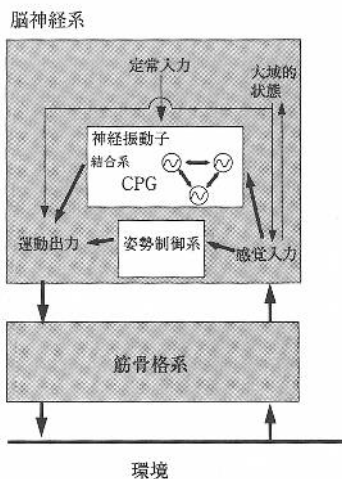 脳神経系
定常入力
大域的
状態
神経振動子
結合系
CPG
運動出力
姿勢制御系
感覚入力
筋骨格系
環境